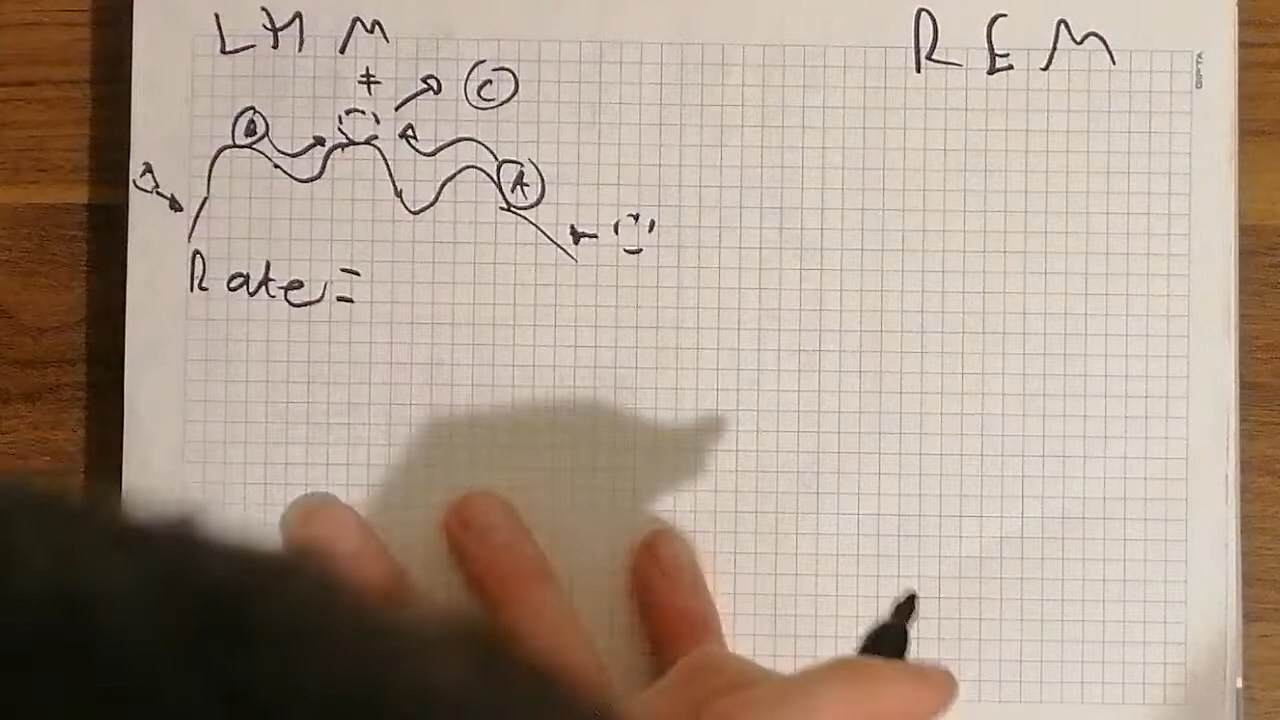 LHM REM
+ C
B
A
Rate =